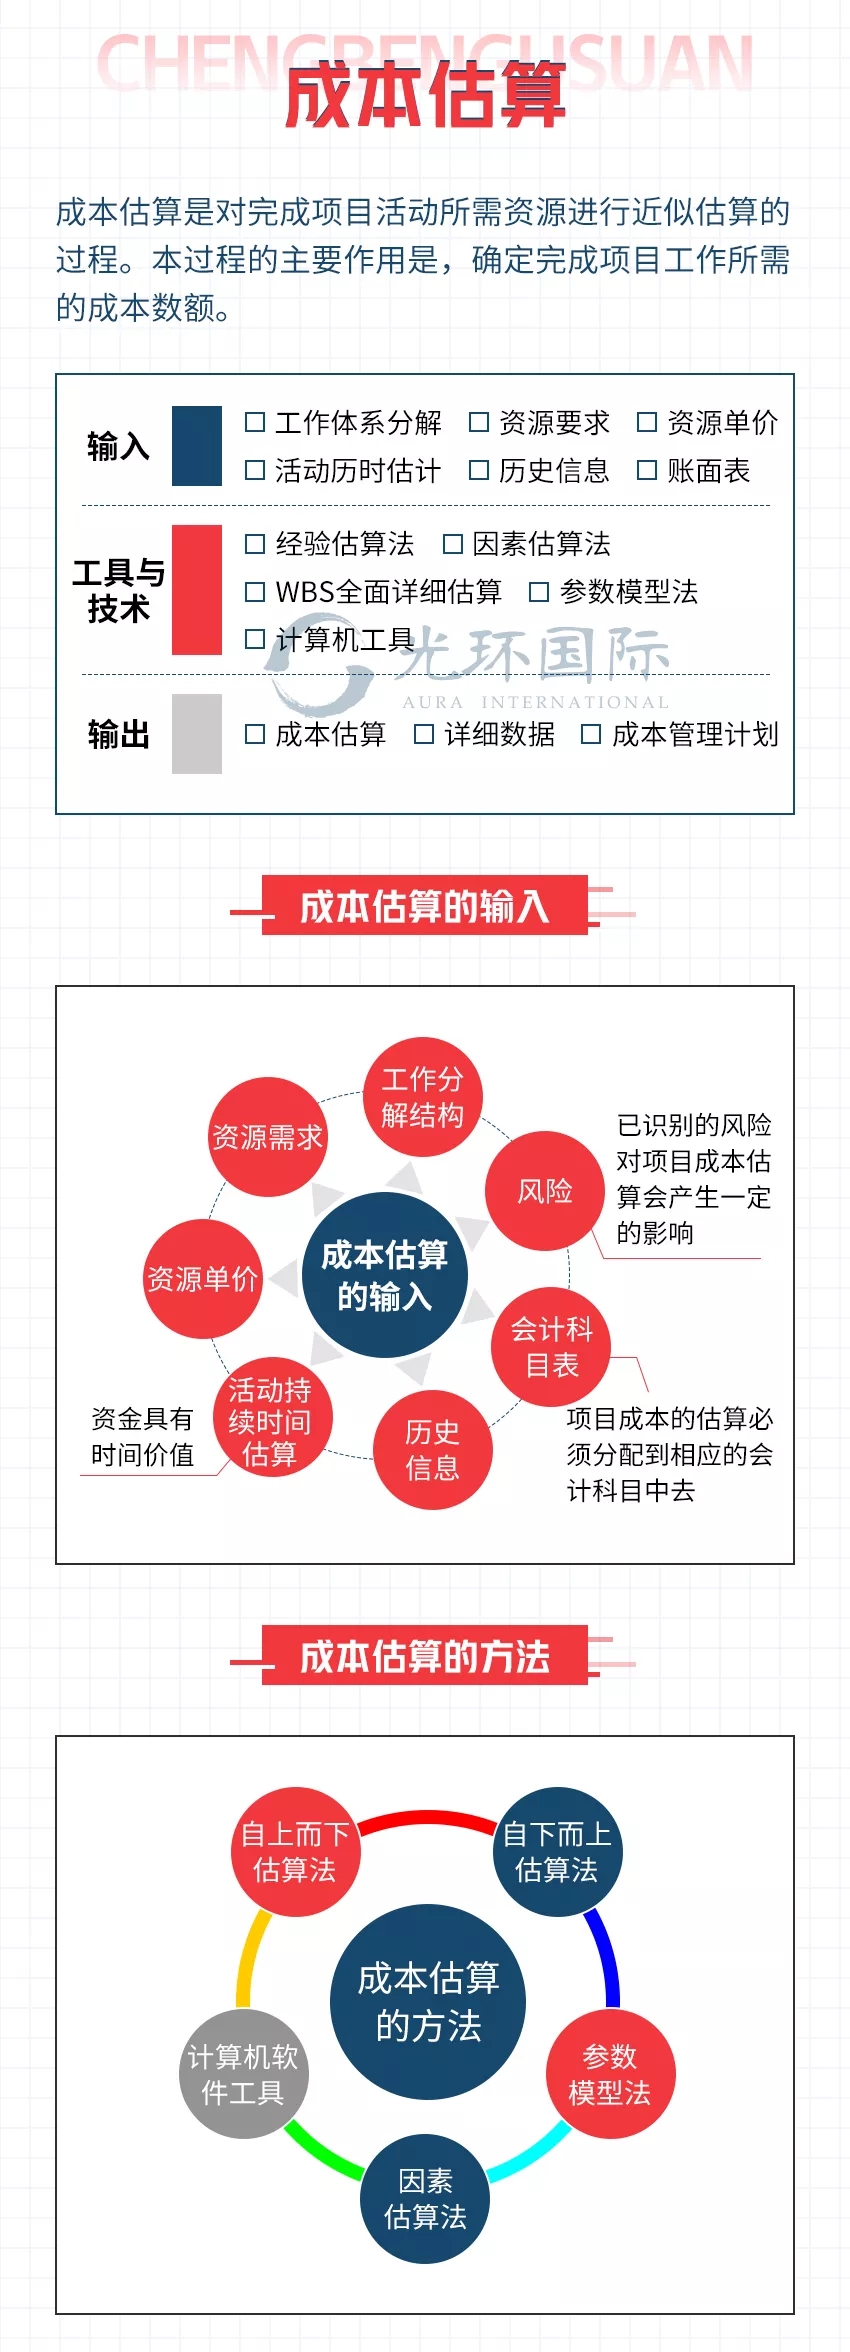 CHENGBENGUSUAN
成本估算
成本估算是对完成项目活动所需资源进行近似估算的
过程。本过程的主要作用是，确定完成项目工作所需
的成本数额。
输入
工作体系分解 资源要求 资源单价
活动历时估计 历史信息 账面表
工具与
技术
经验估算法 因素估算法
WBS全面详细估算 参数模型法
计算机工具
光环国际
AURA INTERNATIONAL
输出
成本估算 详细数据 成本管理计划
成本估算的输入
工作分
解结构
资源需求
风险
已识别的风险
对项目成本估
算会产生一定
的影响
成本估算
的输入
资源单价
会计科
目表
活动持
续时间
估算
资金具有
时间价值
历史
信息
项目成本的估算必
须分配到相应的会
计科目中去
成本估算的方法
自上而下
估算法
自下而上
估算法
成本估算
的方法
计算机软
件工具
参数
模型法
因素
估算法